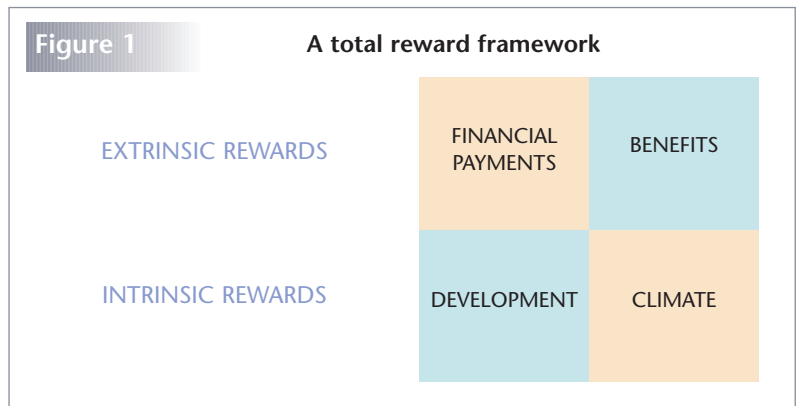 Figure 1
A total reward framework
EXTRINSIC REWARDS
FINANCIAL
PAYMENTS
BENEFITS
INTRINSIC REWARDS
DEVELOPMENT
CLIMATE